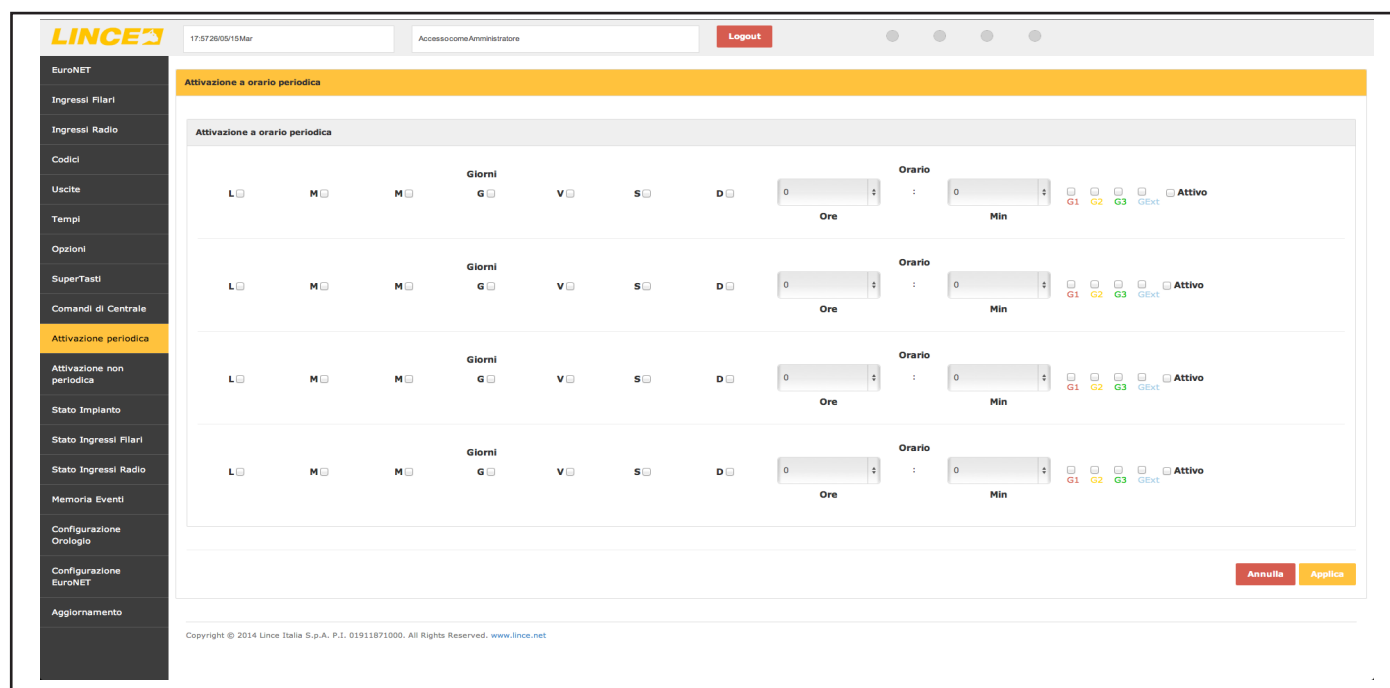 LINCE
17:5726/05/15Mar
AccessocomeAmministratore
Logout
EuroNET
Ingressi Filari
Ingressi Radio
Codici
Uscite
Tempi
Opzioni
SuperTasti
Comandi di Centrale
Attivazione periodica
Attivazione non
periodica
Stato Impianto
Stato Ingressi Filari
Stato Ingressi Radio
Memoria Eventi
Configurazione
Orologio
Configurazione
EuroNET
Aggiornamento
Attivazione a orario periodica
Attivazione a orario periodica
Giorni Orario
L M M G V S D 0 : 0 Attivo
G1 G2 G3 GExt
Ore Min
Giorni Orario
L M M G V S D 0 : 0 Attivo
G1 G2 G3 GExt
Ore Min
Giorni Orario
L M M G V S D 0 : 0 Attivo
G1 G2 G3 GExt
Ore Min
Giorni Orario
L M M G V S D 0 : 0 Attivo
G1 G2 G3 GExt
Ore Min
Annulla Applica
Copyright © 2014 Lince Italia S.p.A. P.I. 01911871000. All Rights Reserved. www.lince.net